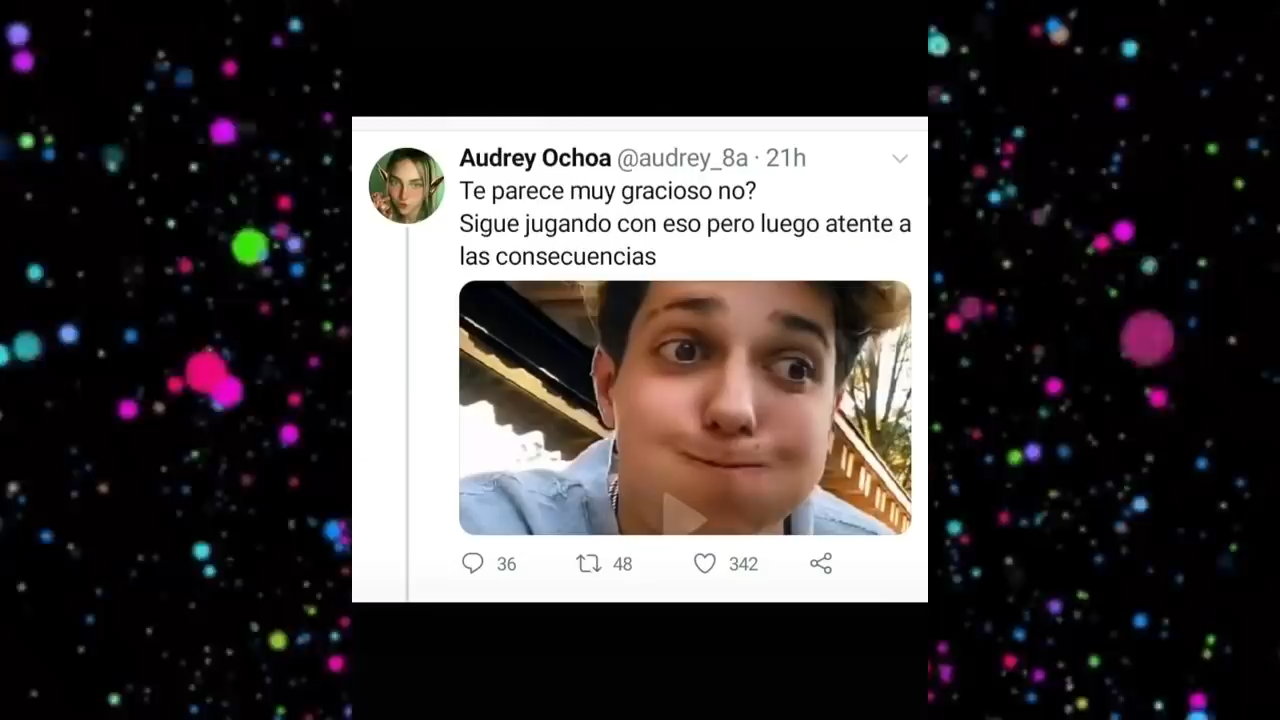 Audrey Ochoa @audrey_8a · 21h
Te parece muy gracioso no?
Sigue jugando con eso pero luego atente a
las consecuencias
36 48 342